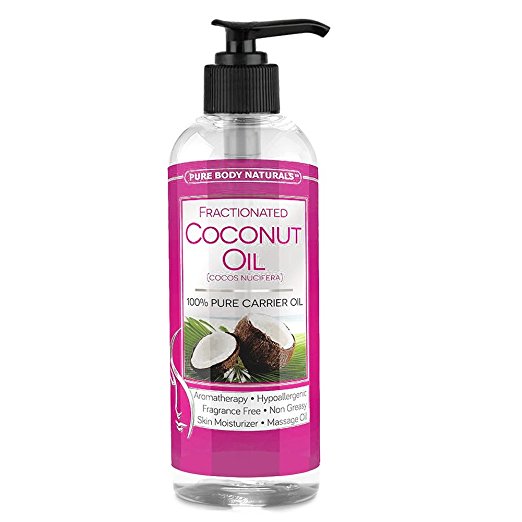 PURE BODY NATURALS™
FRACTIONATED
COCONUT
OIL
[COCOS NUCIFERA]
100% PURE CARRIER OIL
Aromatherapy • Hypoallergenic
Fragrance Free • Non Greasy
Skin Moisturizer • Massage Oil